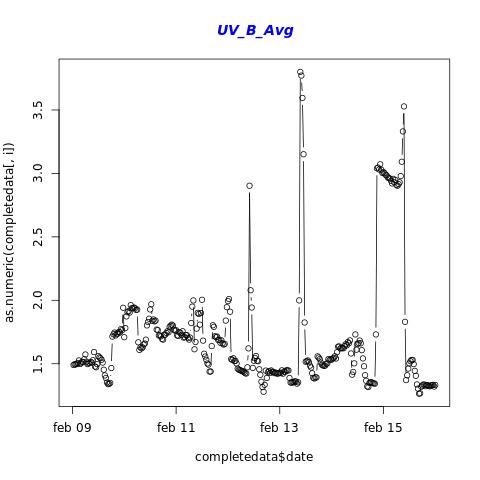 UV_B_Avg
as.numeric(completedata[, i])
3.5
3.0
2.5
2.0
1.5
feb 09
feb 11
feb 13
feb 15
completedata$date